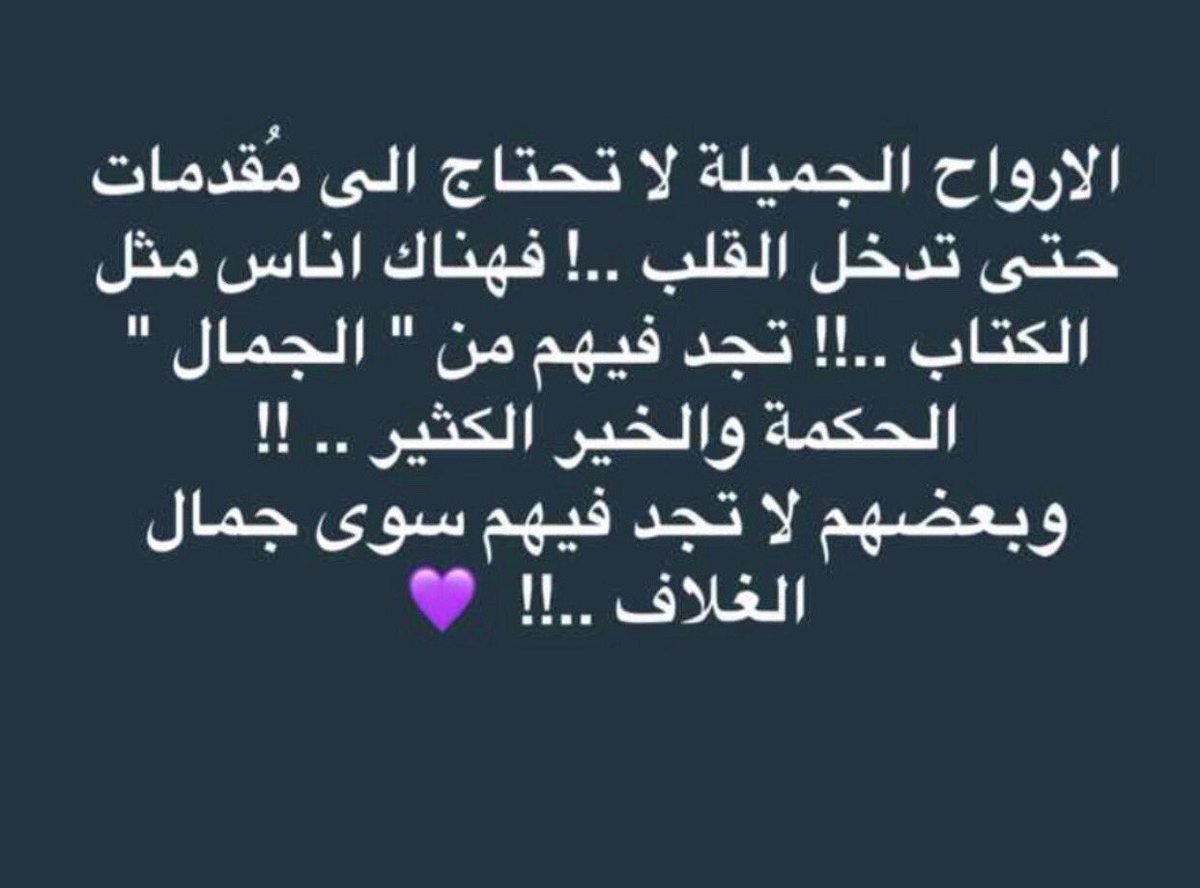 الارواح الجميلة لا تحتاج الى مُقدمات
حتى تدخل القلب ..! فهناك اناس مثل
الكتاب ..!! تجد فيهم من " الجمال "
الحكمة والخير الكثير .. !!
وبعضهم لا تجد فيهم سوى جمال
الغلاف ..!! 💜